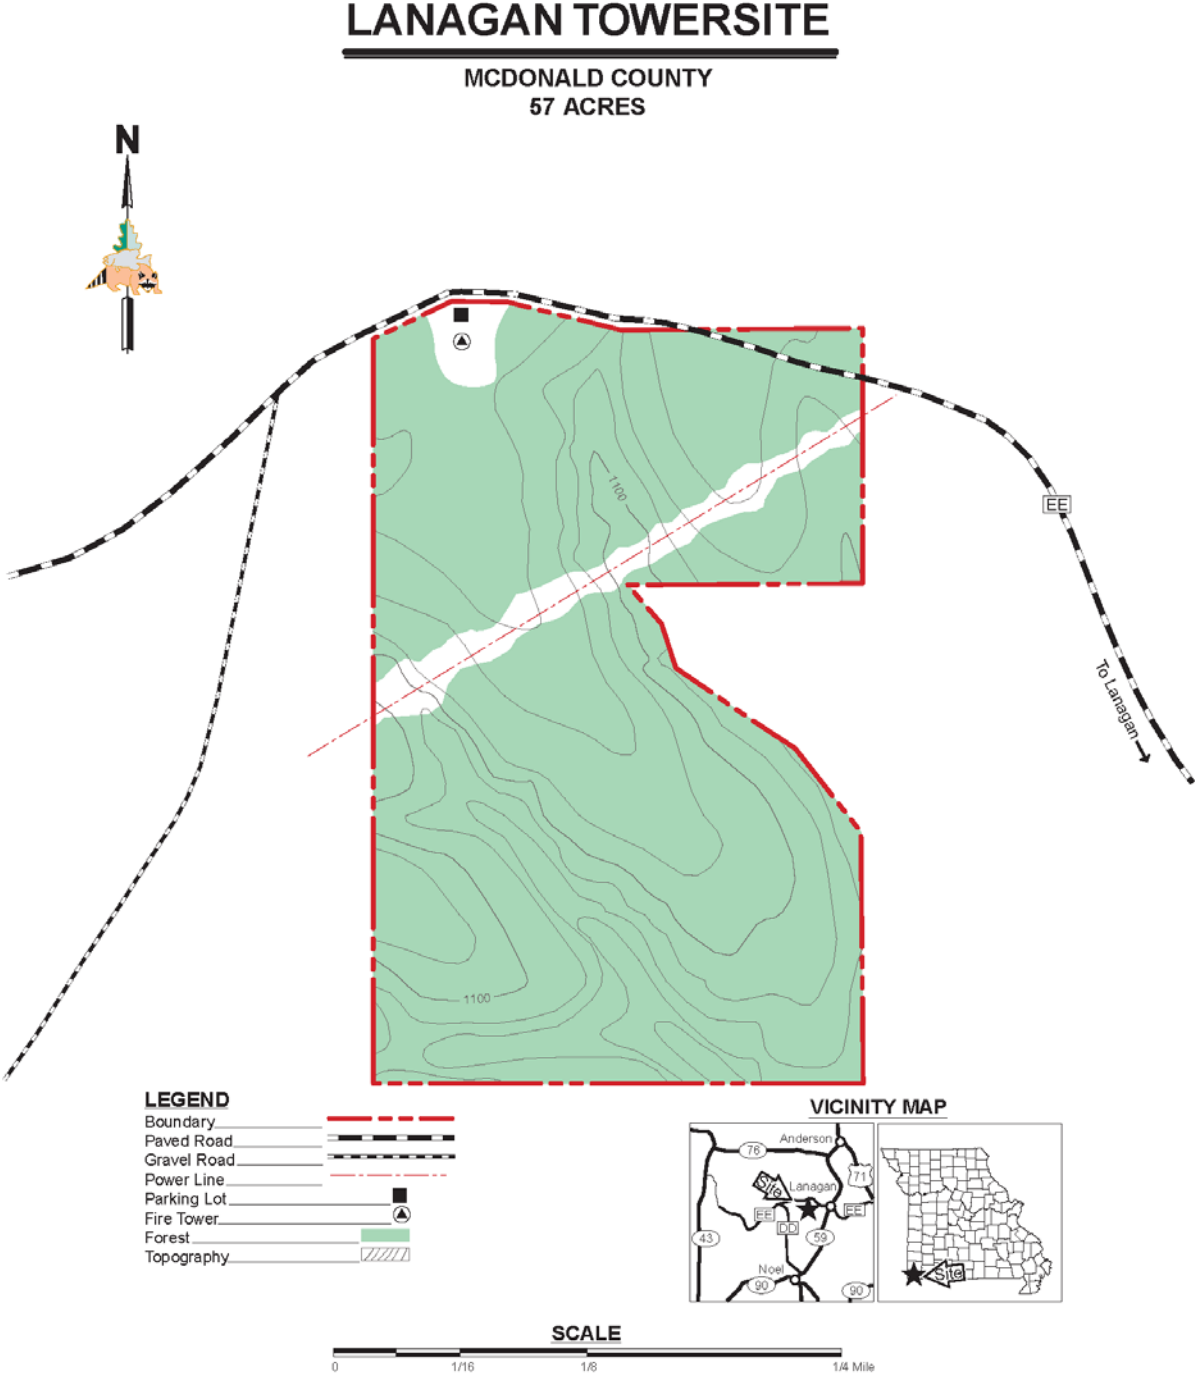 LANAGAN TOWERSITE
MCDONALD COUNTY
57 ACRES
N
1100
EE
To Lanagan
1100
LEGEND
Boundary
Paved Road
Gravel Road
Power Line
Parking Lot
Fire Tower
Forest
Topography
VICINITY MAP
Anderson
76
71
Site
Lanagan
EE
EE
DD
43
59
Noel
90
90
Site
SCALE
0 1/16 1/8 1/4 Mile